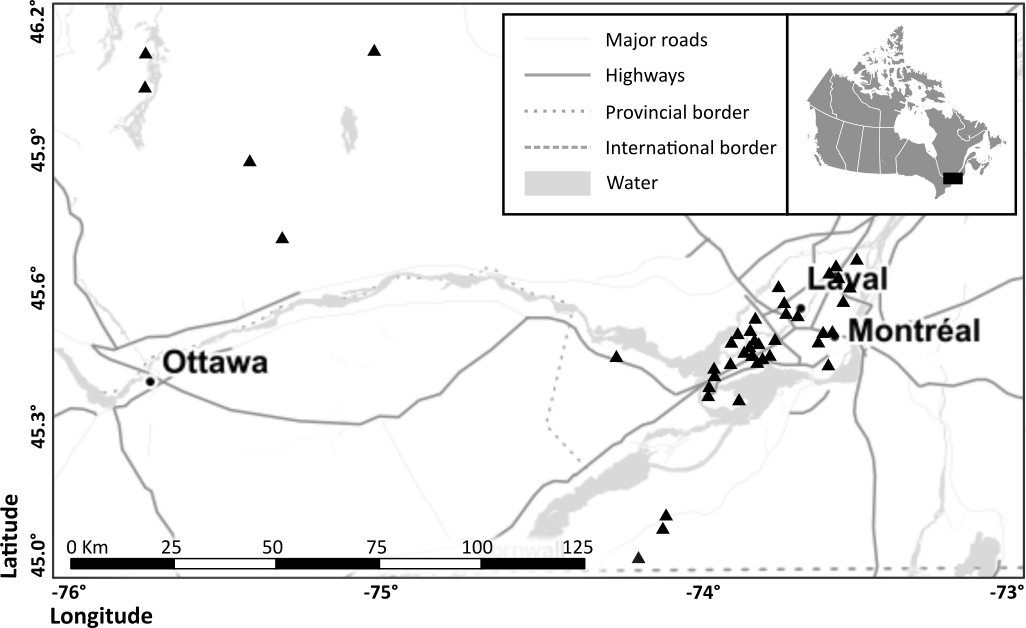 46.2°
45.9°
45.6°
45.3°
45.0°
Latitude
Major roads
Highways
Provincial border
International border
Water
Laval
Montréal
Ottawa
0 Km 25 50 75 100 125
-76° -75° -74° -73°
Longitude